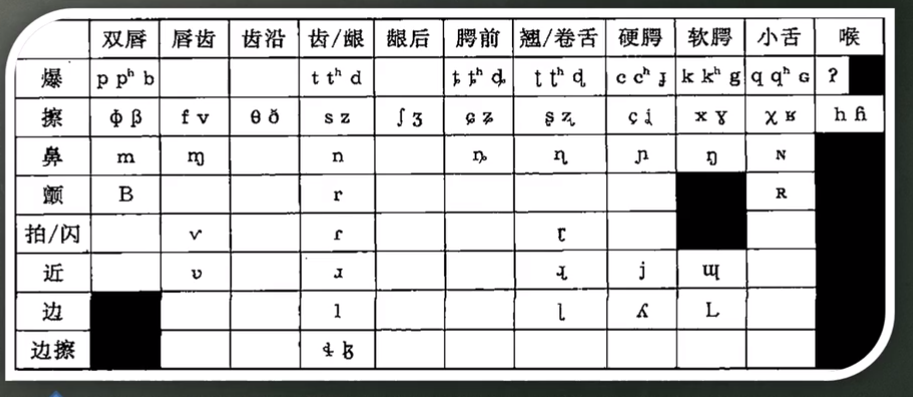 双唇 唇齿 齿沿 齿/龈 龈后 腭前 翘/卷舌 硬腭 软腭 小舌 喉
爆 p pʰ b t tʰ d ȶ ȶʰ ȡ ʈ ʈʰ ɖ c cʰ ɟ k kʰ g q qʰ ɢ ʔ
擦 ɸ β f v θ ð s z ʃ ʒ ɕ ʑ ʂ ʐ ç ʝ x ɣ χ ʁ h ɦ
鼻 m ɱ n ȵ ɳ ɲ ŋ ɴ
颤 B r ʀ
拍/闪 ⱱ ɾ ɽ
近 ʋ ɹ ɻ j ɰ
边 l ɭ ʎ L
边擦 ɬ ɮ